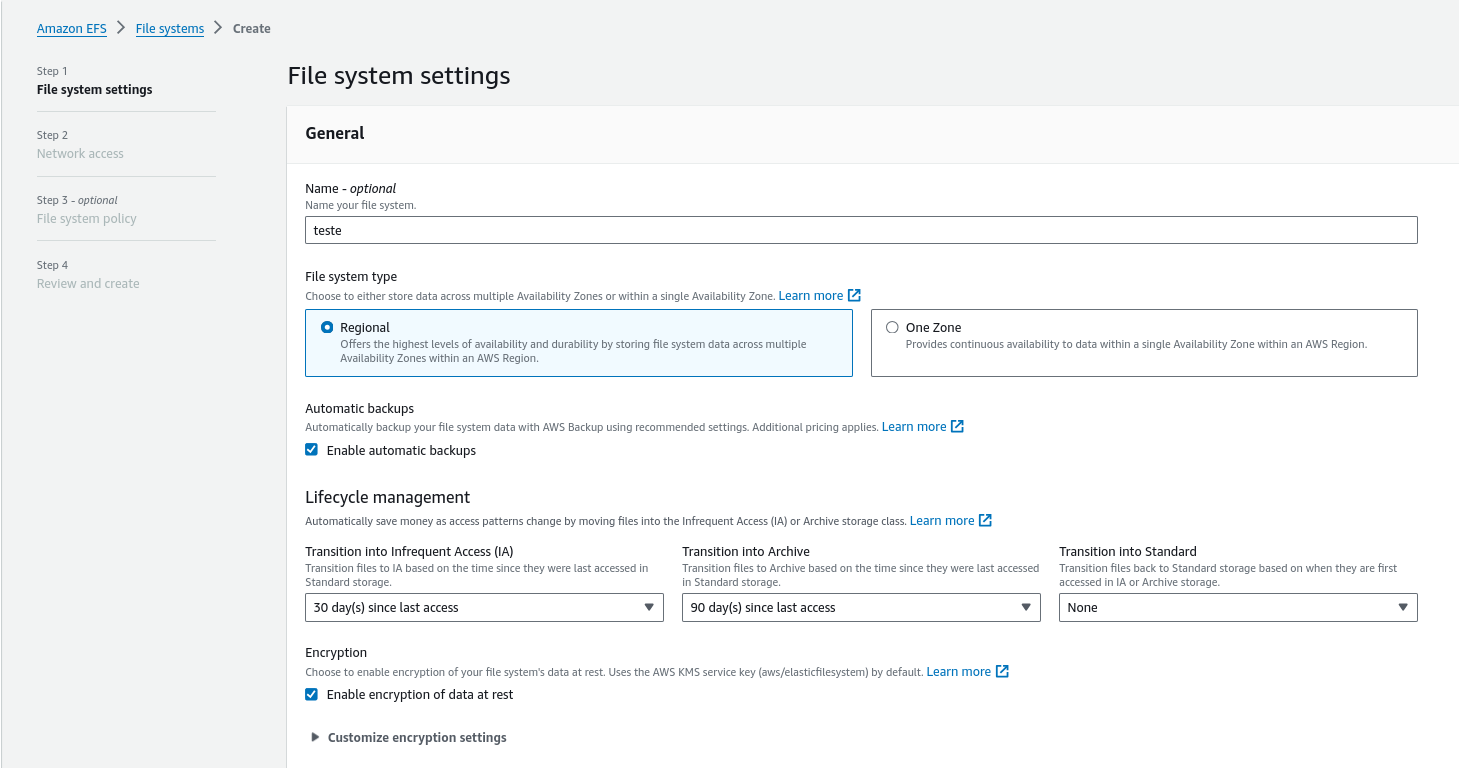 Amazon EFS > File systems > Create
Step 1
File system settings
Step 2
Network access
Step 3 - optional
File system policy
Step 4
Review and create
File system settings
General
Name - optional
Name your file system.
teste
File system type
Choose to either store data across multiple Availability Zones or within a single Availability Zone. Learn more
Regional
Offers the highest levels of availability and durability by storing file system data across multiple
Availability Zones within an AWS Region.
One Zone
Provides continuous availability to data within a single Availability Zone within an AWS Region.
Automatic backups
Automatically backup your file system data with AWS Backup using recommended settings. Additional pricing applies. Learn more
Enable automatic backups
Lifecycle management
Automatically save money as access patterns change by moving files into the Infrequent Access (IA) or Archive storage class. Learn more
Transition into Infrequent Access (IA)
Transition files to IA based on the time since they were last accessed in
Standard storage.
30 day(s) since last access
Transition into Archive
Transition files to Archive based on the time since they were last accessed
in Standard storage.
90 day(s) since last access
Transition into Standard
Transition files back to Standard storage based on when they are first
accessed in IA or Archive storage.
None
Encryption
Choose to enable encryption of your file system's data at rest. Uses the AWS KMS service key (aws/elasticfilesystem) by default. Learn more
Enable encryption of data at rest
Customize encryption settings